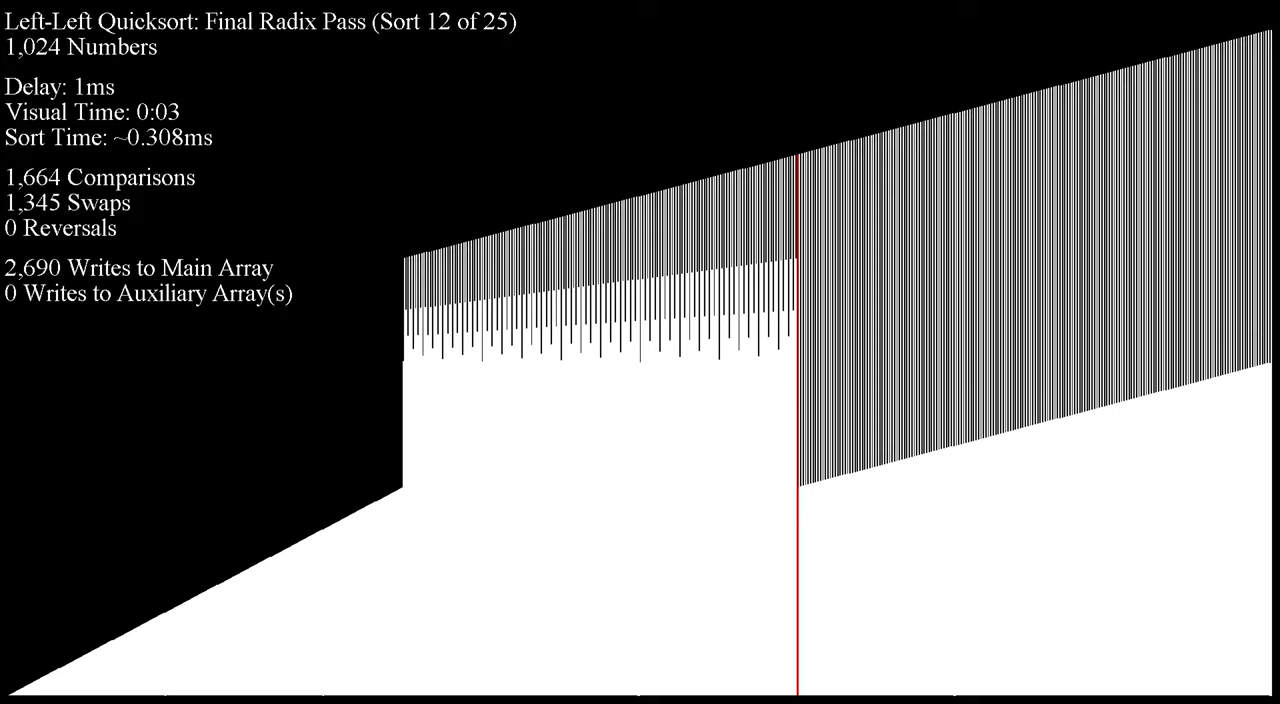 Left-Left Quicksort: Final Radix Pass (Sort 12 of 25)
1,024 Numbers
Delay: 1ms
Visual Time: 0:03
Sort Time: ~0.308ms
1,664 Comparisons
1,345 Swaps
0 Reversals
2,690 Writes to Main Array
0 Writes to Auxiliary Array(s)